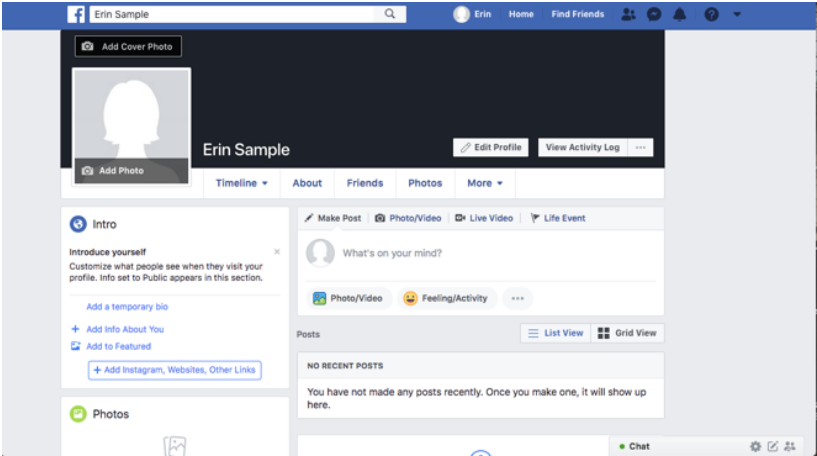 f Erin Sample Erin Home Find Friends
Add Cover Photo
Add Photo
Erin Sample
Edit Profile
View Activity Log
Timeline About Friends Photos More
Intro
Introduce yourself
Customize what people see when they visit your
profile. Info set to Public appears in this section.
Add a temporary bio
+ Add Info About You
Add to Featured
+ Add Instagram, Websites, Other Links
Photos
Make Post Photo/Video Live Video Life Event
What's on your mind?
Photo/Video Feeling/Activity
Posts List View Grid View
NO RECENT POSTS
You have not made any posts recently. Once you make one, it will show up
here.
Chat